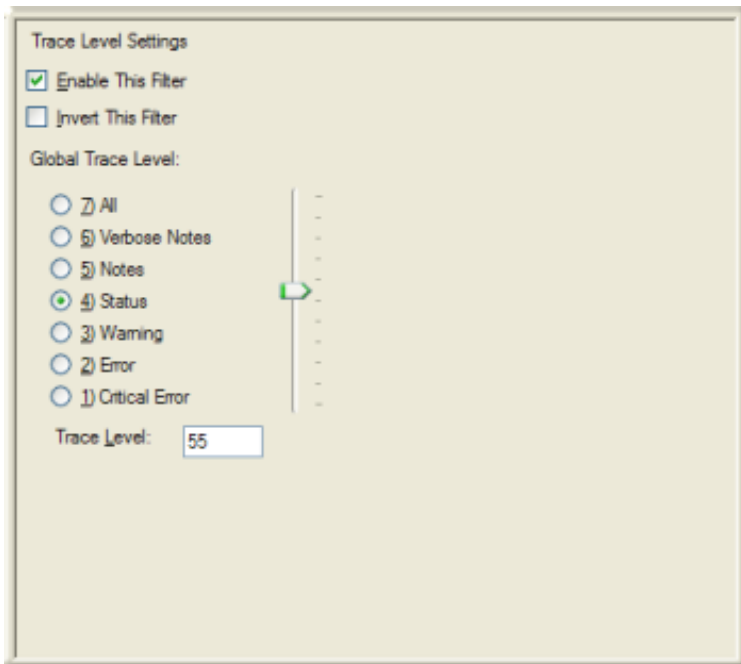 Trace Level Settings
Enable This Filter
Invert This Filter
Global Trace Level:
7) All
6) Verbose Notes
5) Notes
4) Status
3) Warning
2) Error
1) Critical Error
Trace Level: 55